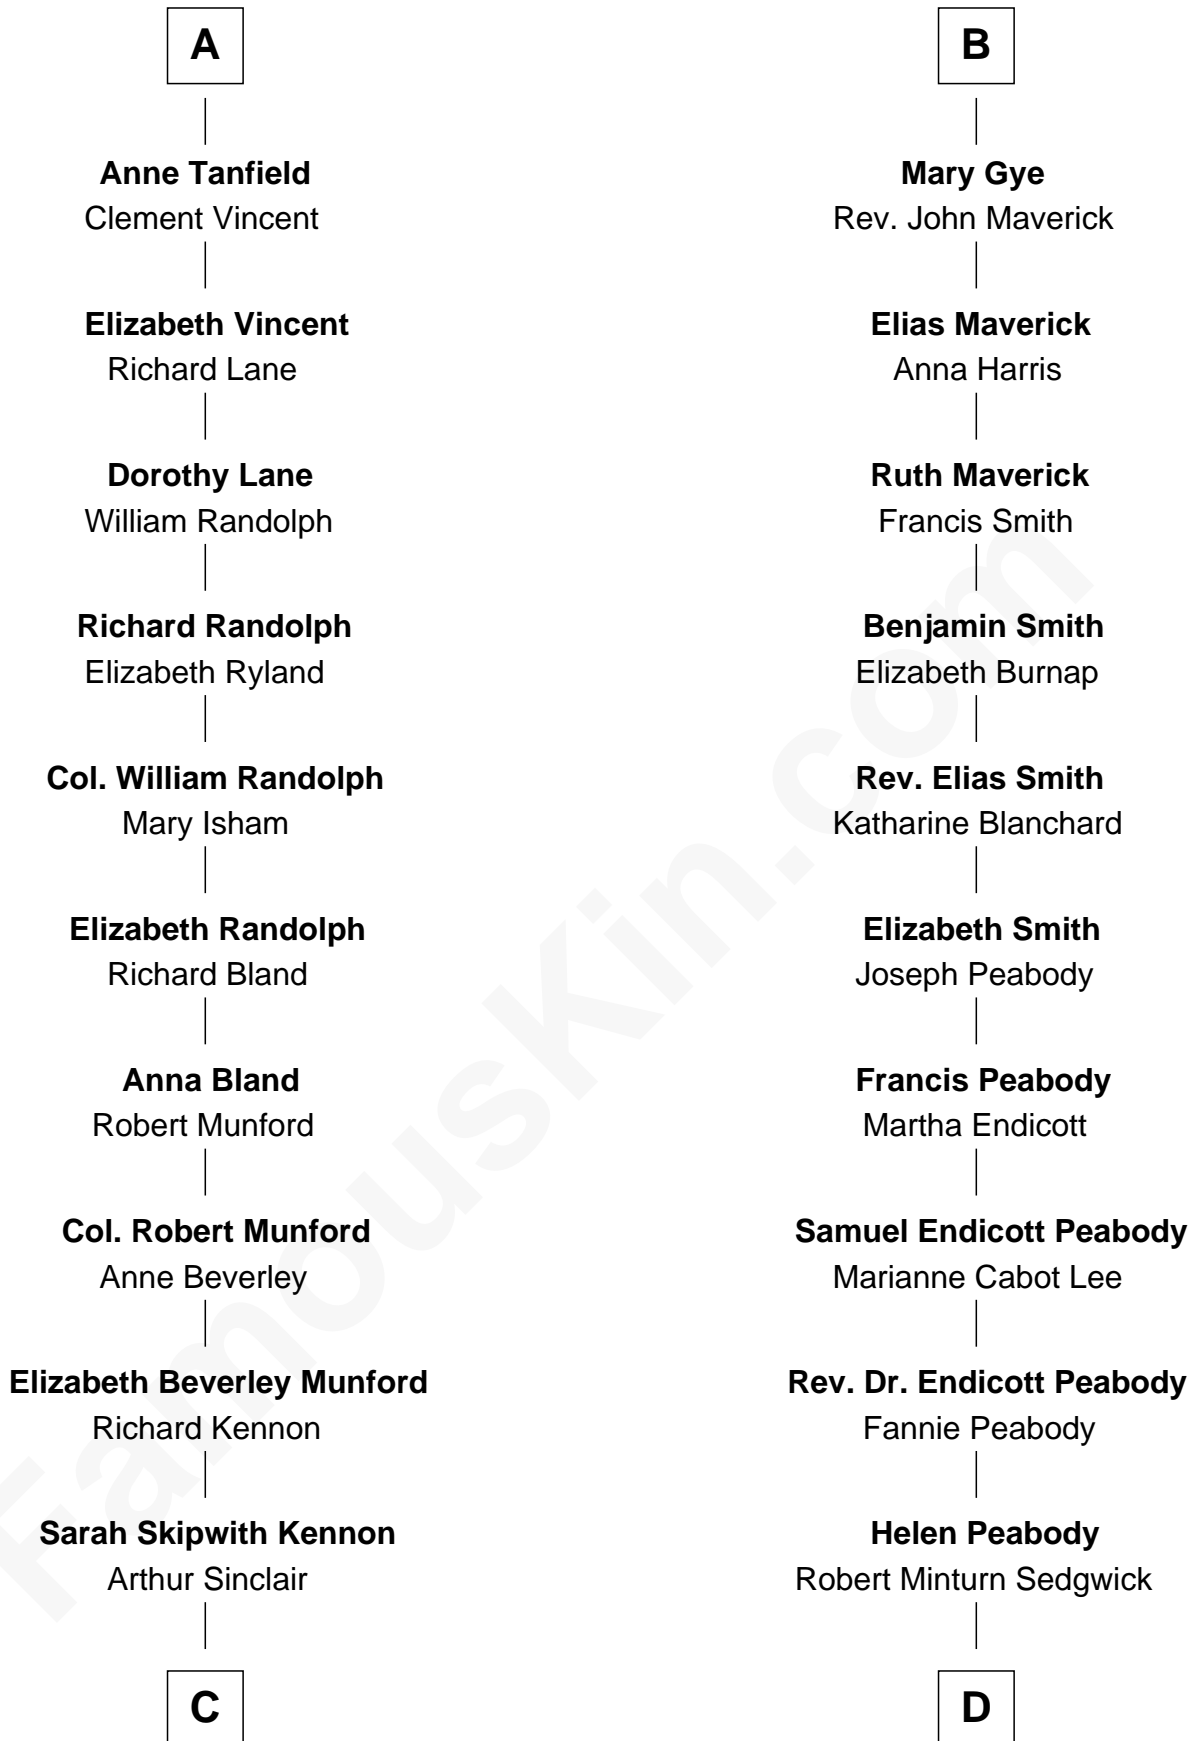 A
Anne Tanfield
Clement Vincent
Elizabeth Vincent
Richard Lane
Dorothy Lane
William Randolph
Richard Randolph
Elizabeth Ryland
Col. William Randolph
Mary Isham
Elizabeth Randolph
Richard Bland
Anna Bland
Robert Munford
Col. Robert Munford
Anne Beverley
Elizabeth Beverley Munford
Richard Kennon
Sarah Skipwith Kennon
Arthur Sinclair
C
B
Mary Gye
Rev. John Maverick
Elias Maverick
Anna Harris
Ruth Maverick
Francis Smith
Benjamin Smith
Elizabeth Burnap
Rev. Elias Smith
Katharine Blanchard
Elizabeth Smith
Joseph Peabody
Francis Peabody
Martha Endicott
Samuel Endicott Peabody
Marianne Cabot Lee
Rev. Dr. Endicott Peabody
Fannie Peabody
Helen Peabody
Robert Minturn Sedgwick
D
FamousKin.com